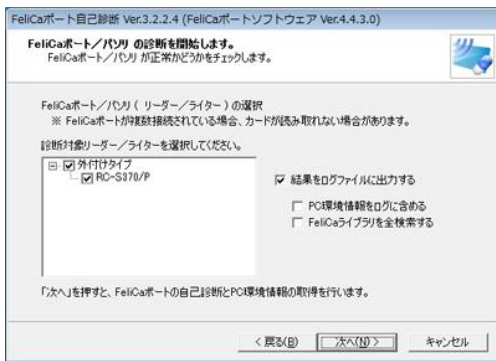 FeliCaポート自己診断 Ver.3.2.2.4 (FeliCaポートソフトウェア Ver.4.4.3.0)
FeliCaポート／パソリ の診断を開始します。
FeliCaポート／パソリ が正常かどうかをチェックします。
FeliCaポート／パソリ ( リーダー／ライター ) の選択
※ FeliCaポートが複数接続されている場合、カードが読み取れない場合があります。
診断対象リーダー／ライターを選択してください。
外付けタイプ
RC-S370/P
結果をログファイルに出力する
PC環境情報をログに含める
FeliCaライブラリを全検索する
「次へ」を押すと、FeliCaポートの自己診断とPC環境情報の取得を行います。
< 戻る(B) 次へ(N) > キャンセル